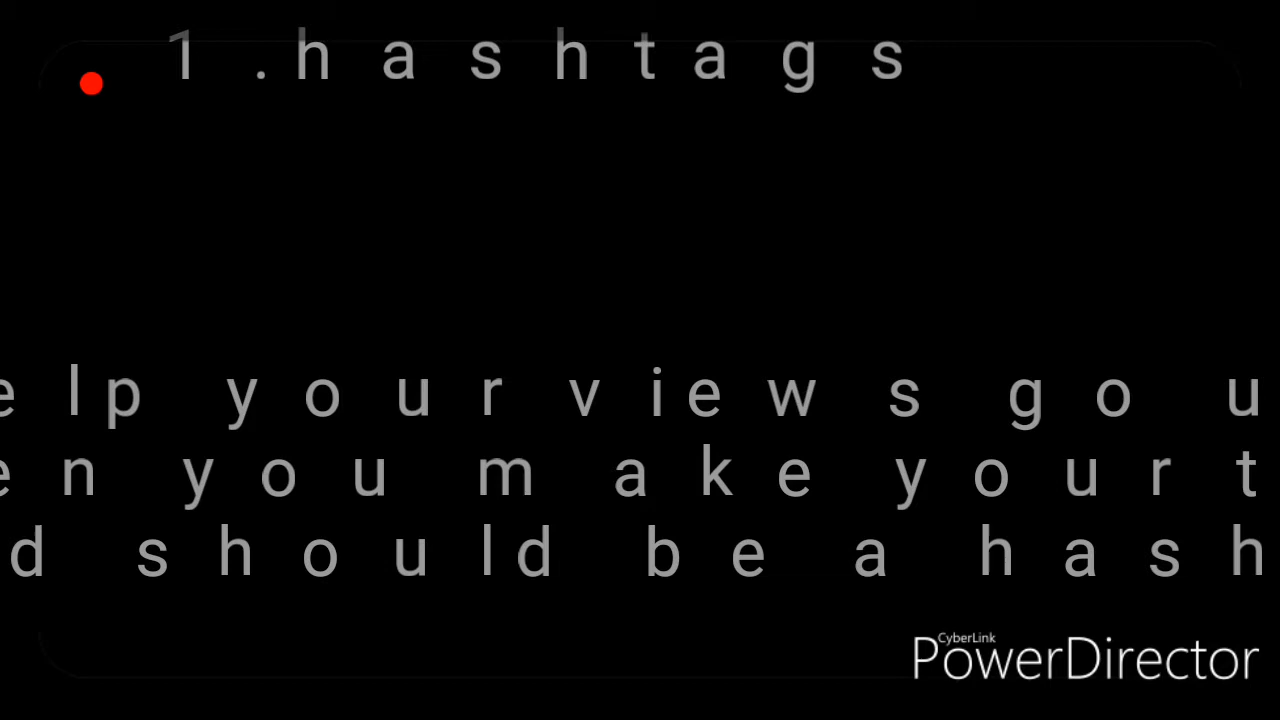 1.hashtags
elp your views go u
en you make your t
d should be a hash
CyberLink
PowerDirector